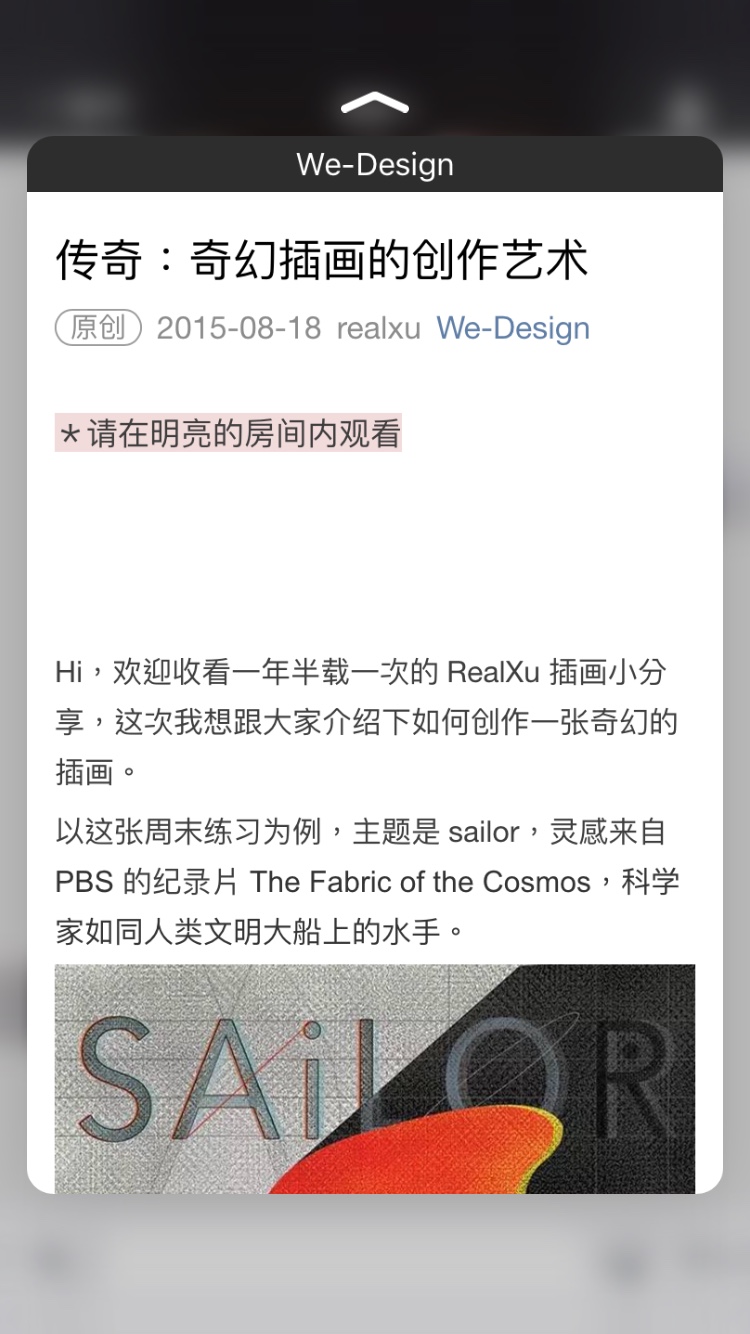 We-Design
传奇：奇幻插画的创作艺术
原创 2015-08-18 realxu We-Design
＊请在明亮的房间内观看
Hi，欢迎收看一年半载一次的 RealXu 插画小分
享，这次我想跟大家介绍下如何创作一张奇幻的
插画。
以这张周末练习为例，主题是 sailor，灵感来自
PBS 的纪录片 The Fabric of the Cosmos，科学
家如同人类文明大船上的水手。
SAiLOR